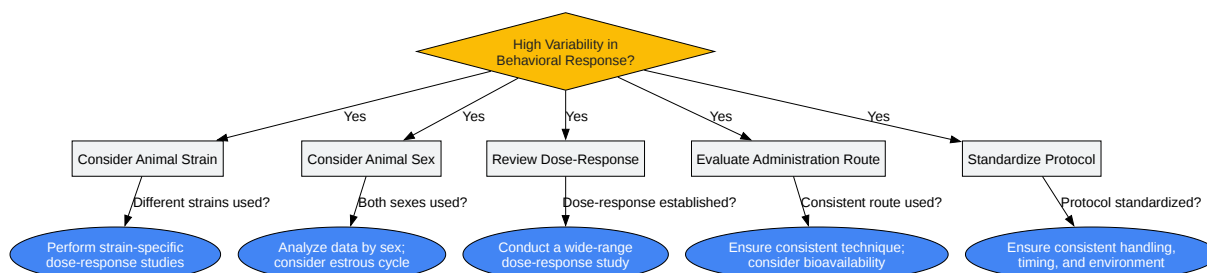 High Variability in
Behavioral Response?
Yes
Yes
Yes
Yes
Yes
Consider Animal Strain
Consider Animal Sex
Review Dose-Response
Evaluate Administration Route
Standardize Protocol
Different strains used?
Both sexes used?
Dose-response established?
Consistent route used?
Protocol standardized?
Perform strain-specific
dose-response studies
Analyze data by sex;
consider estrous cycle
Conduct a wide-range
dose-response study
Ensure consistent technique;
consider bioavailability
Ensure consistent handling,
timing, and environment